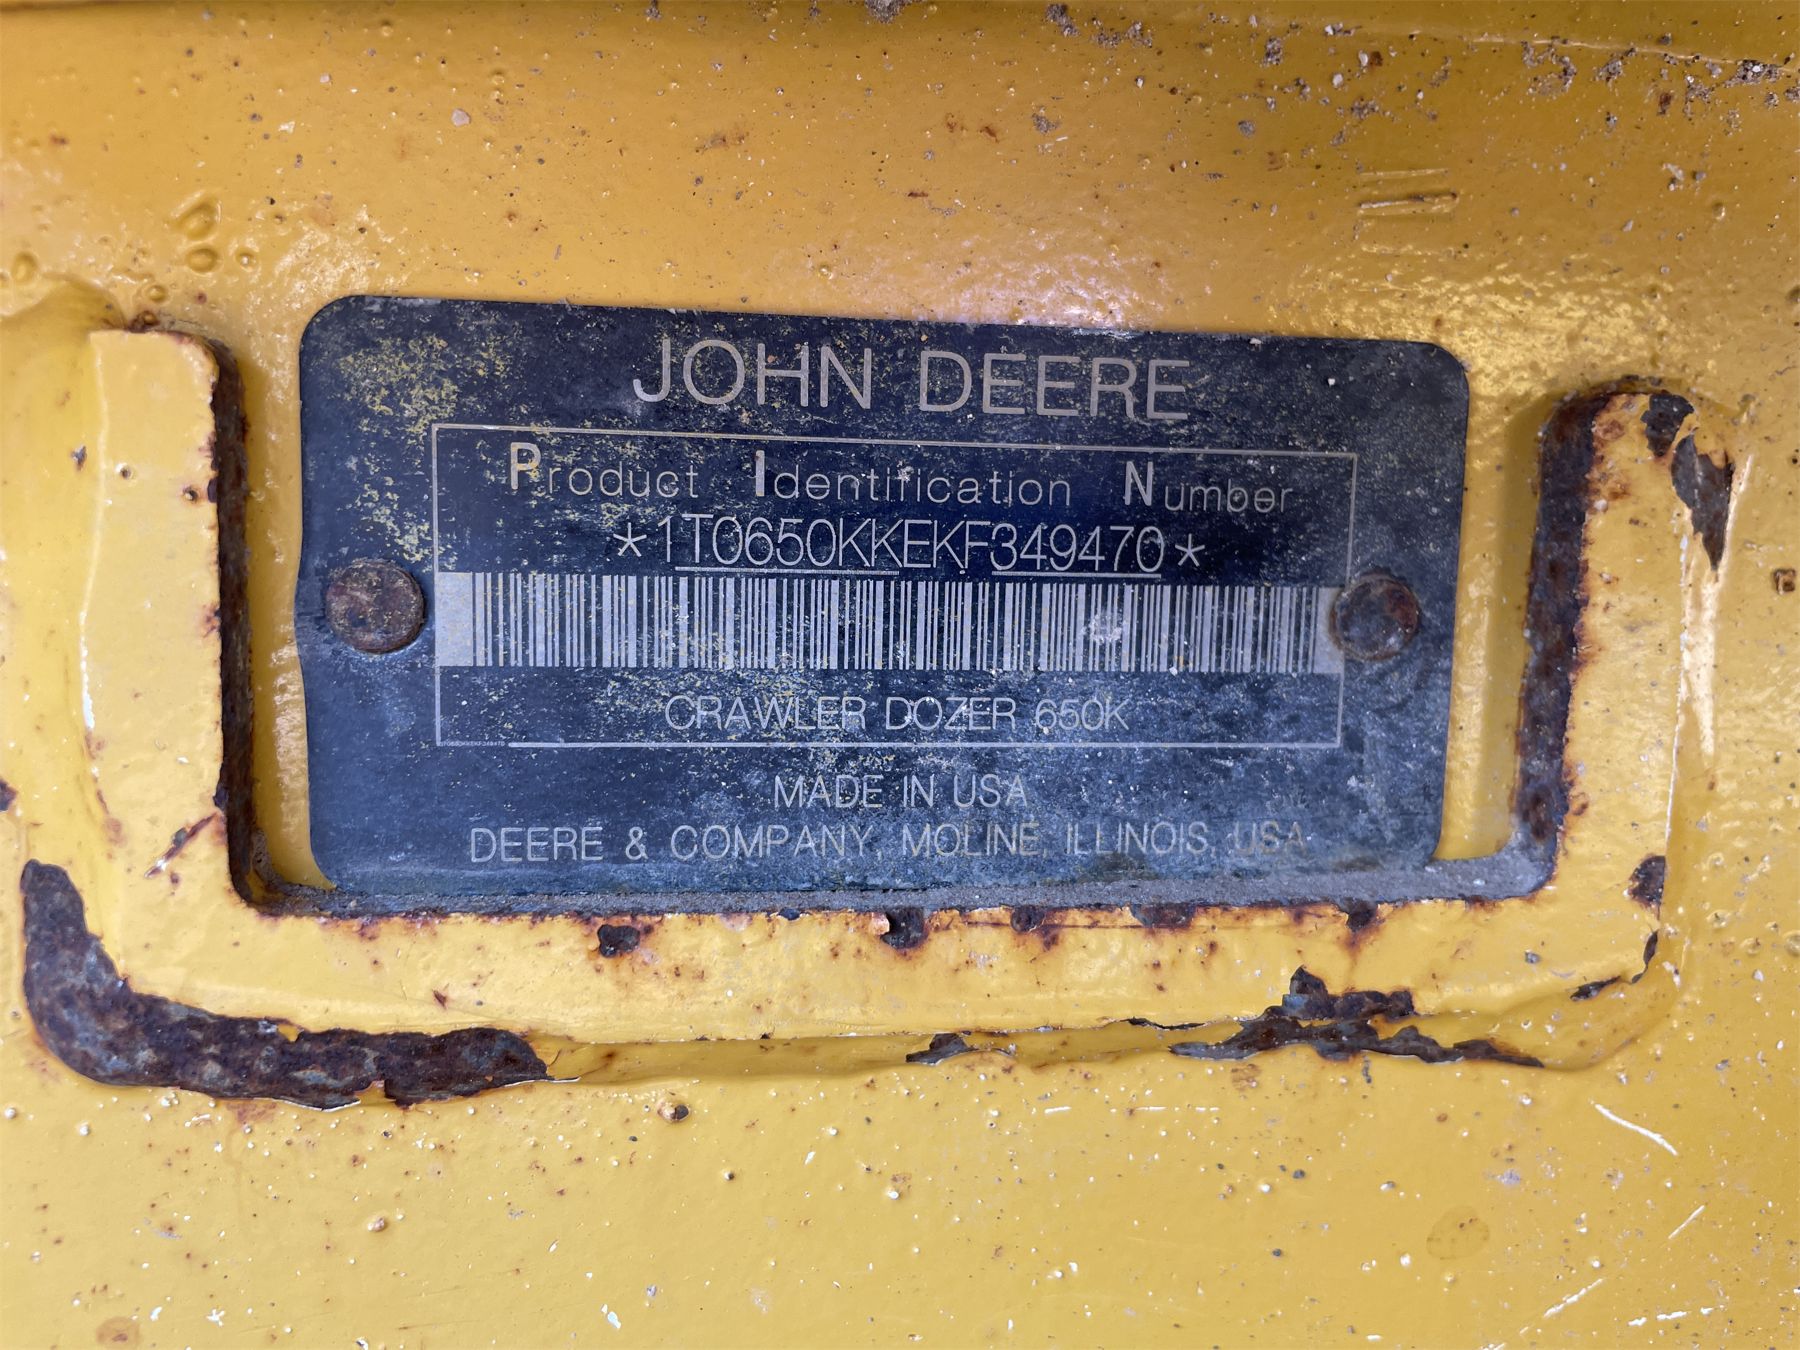 JOHN DEERE
Product Identification Number
*1T0650KKEKF349470*
CRAWLER DOZER 650K
MADE IN USA
DEERE & COMPANY, MOLINE, ILLINOIS, USA